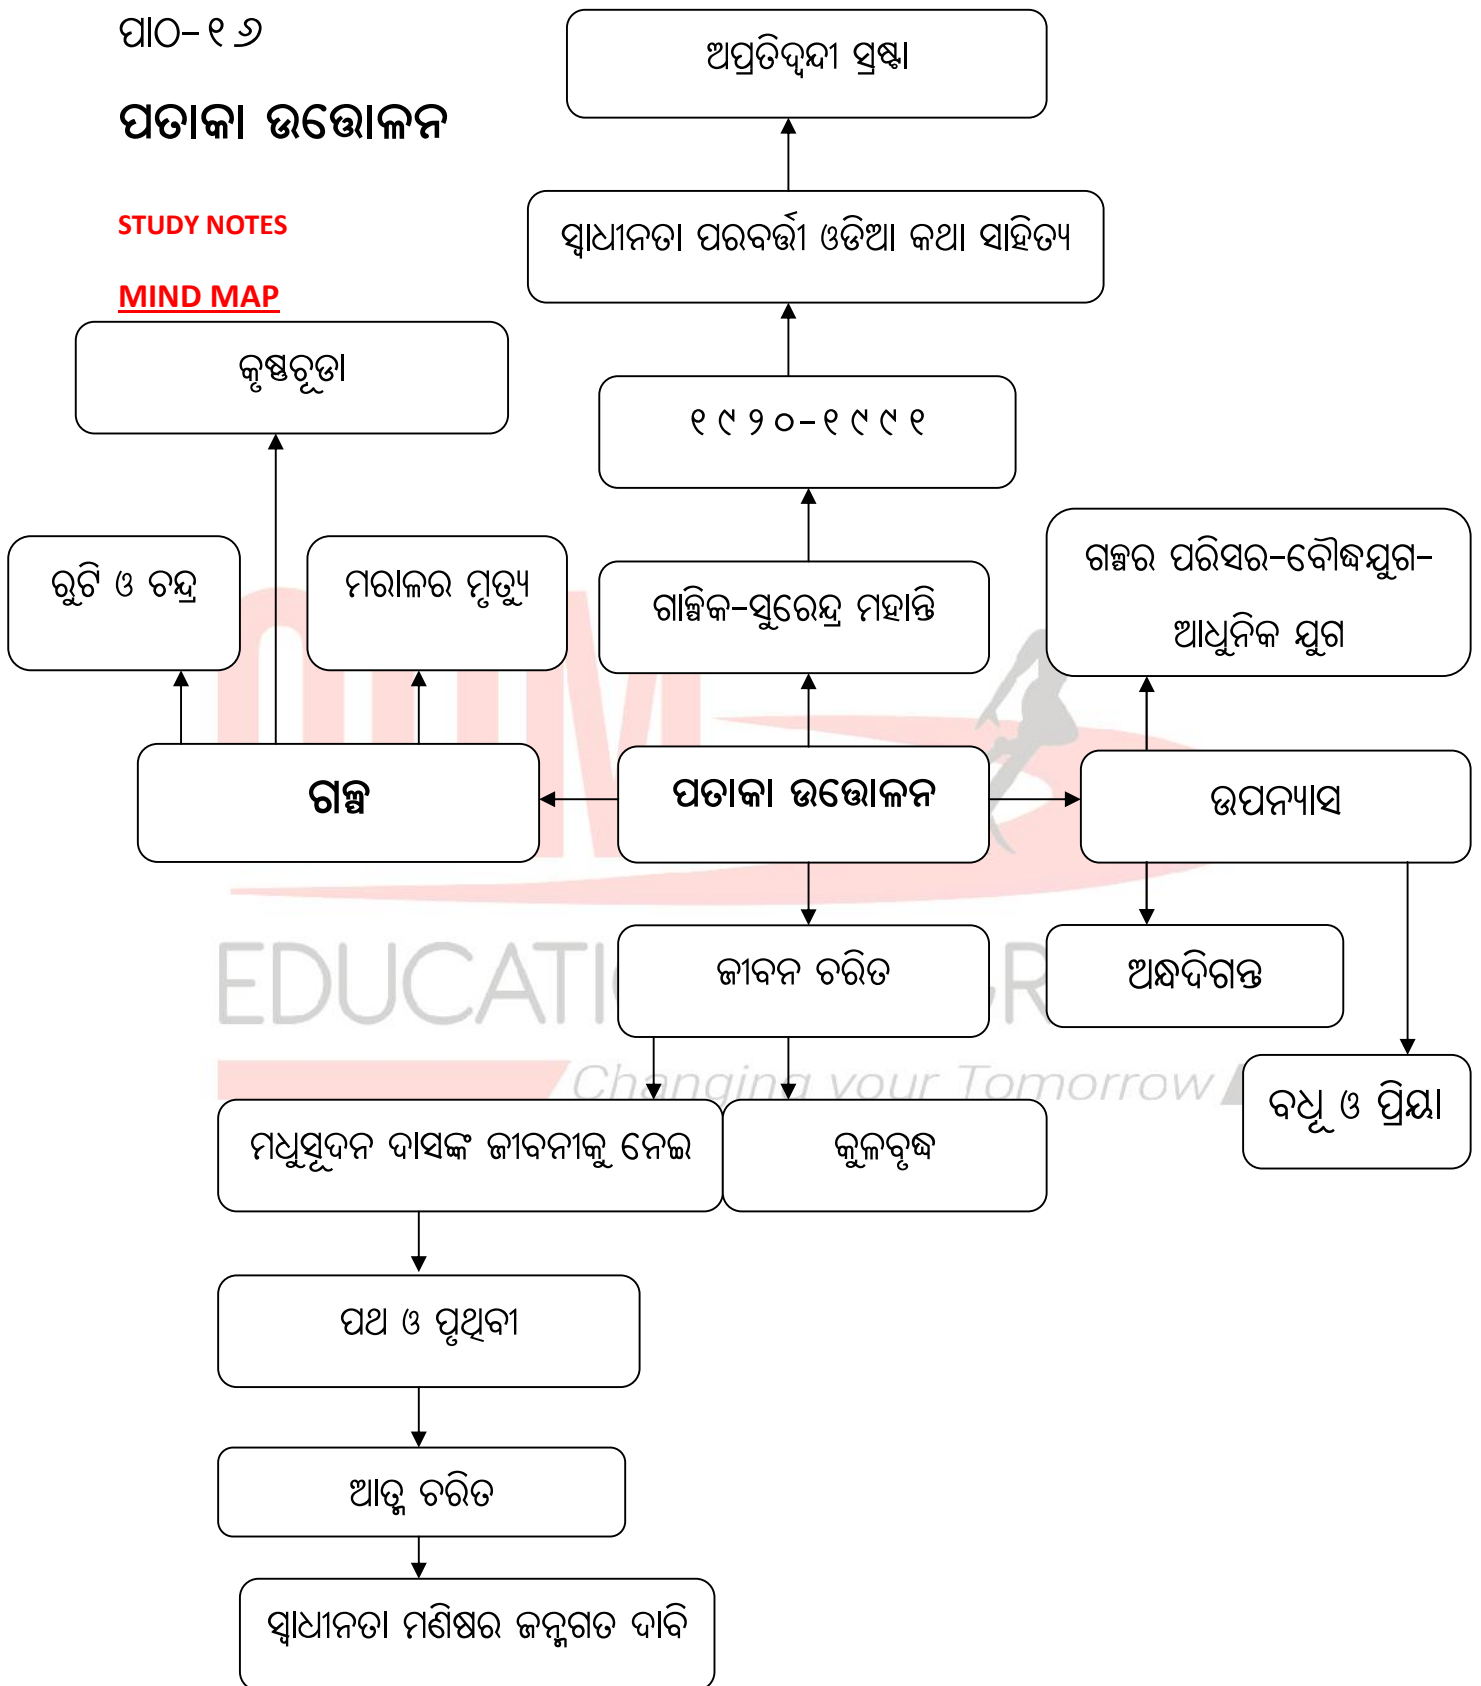 ପାଠ-୧୬
ପତାକା ଉତ୍ତୋଳନ
STUDY NOTES
MIND MAP
ଅପ୍ରତିଦ୍ୱନ୍ଦୀ ସ୍ରଷ୍ଟା
ସ୍ୱାଧୀନତା ପରବର୍ତ୍ତୀ ଓଡିଆ କଥା ସାହିତ୍ୟ
କୃଷ୍ଣଚୂଡା
୧୯୨୦-୧୯୯୧
ରୁଟି ଓ ଚନ୍ଦ୍ର
ମରାଳର ମୃତ୍ୟୁ
ଗାଳ୍ପିକ-ସୁରେନ୍ଦ୍ର ମହାନ୍ତି
ଗଳ୍ପର ପରିସର-ବୌଦ୍ଧଯୁଗ-
ଆଧୁନିକ ଯୁଗ
ଗଳ୍ପ
ପତାକା ଉତ୍ତୋଳନ
ଉପନ୍ୟାସ
ଜୀବନ ଚରିତ
ଅନ୍ଧଦିଗନ୍ତ
Changing your Tomorrow
ବଧୂ ଓ ପ୍ରିୟା
ମଧୁସୂଦନ ଦାସଙ୍କ ଜୀବନୀକୁ ନେଇ
କୁଳବୃଦ୍ଧ
ପଥ ଓ ପୃଥିବୀ
ଆତ୍ମ ଚରିତ
ସ୍ୱାଧୀନତା ମଣିଷର ଜନ୍ମଗତ ଦାବି